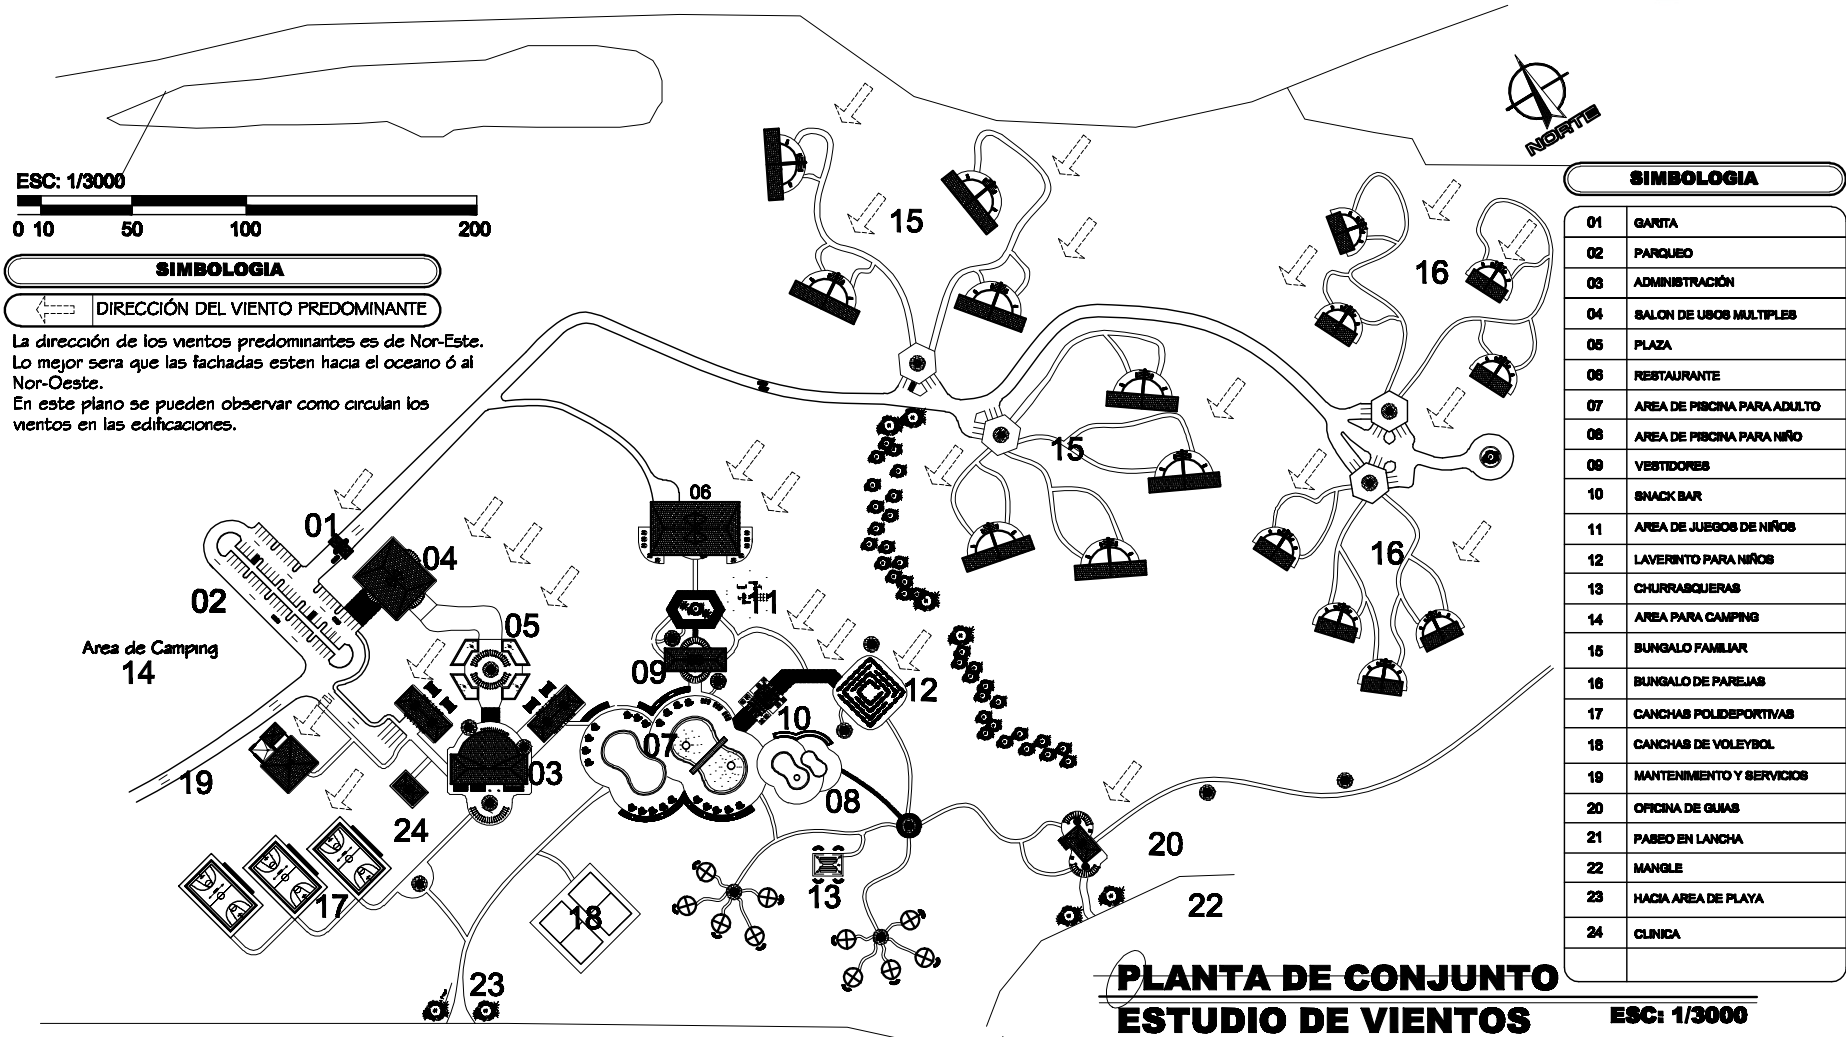 NORTE
ESC: 1/3000
0 10 50 100 200
SIMBOLOGIA
DIRECCIÓN DEL VIENTO PREDOMINANTE
La dirección de los vientos predominantes es de Nor-Este.
Lo mejor sera que las fachadas esten hacia el oceano ó al
Nor-Oeste.
En este plano se pueden observar como circulan los
vientos en las edificaciones.
15
16
15
16
06
01
04
02
11
05
Area de Camping
14
09
12
10
07
03
19
08
24
20
13
17
18
22
23
SIMBOLOGIA
01 GARITA
02 PARQUEO
03 ADMINISTRACIÓN
04 SALON DE USOS MULTIPLES
05 PLAZA
06 RESTAURANTE
07 AREA DE PISCINA PARA ADULTO
08 AREA DE PISCINA PARA NIÑO
09 VESTIDORES
10 SNACK BAR
11 AREA DE JUEGOS DE NIÑOS
12 LAVERINTO PARA NIÑOS
13 CHURRASQUERAS
14 AREA PARA CAMPING
15 BUNGALO FAMILIAR
16 BUNGALO DE PAREJAS
17 CANCHAS POLIDEPORTIVAS
18 CANCHAS DE VOLEYBOL
19 MANTENIMIENTO Y SERVICIOS
20 OFICINA DE GUIAS
21 PASEO EN LANCHA
22 MANGLE
23 HACIA AREA DE PLAYA
24 CLINICA
PLANTA DE CONJUNTO
ESTUDIO DE VIENTOS
ESC: 1/3000